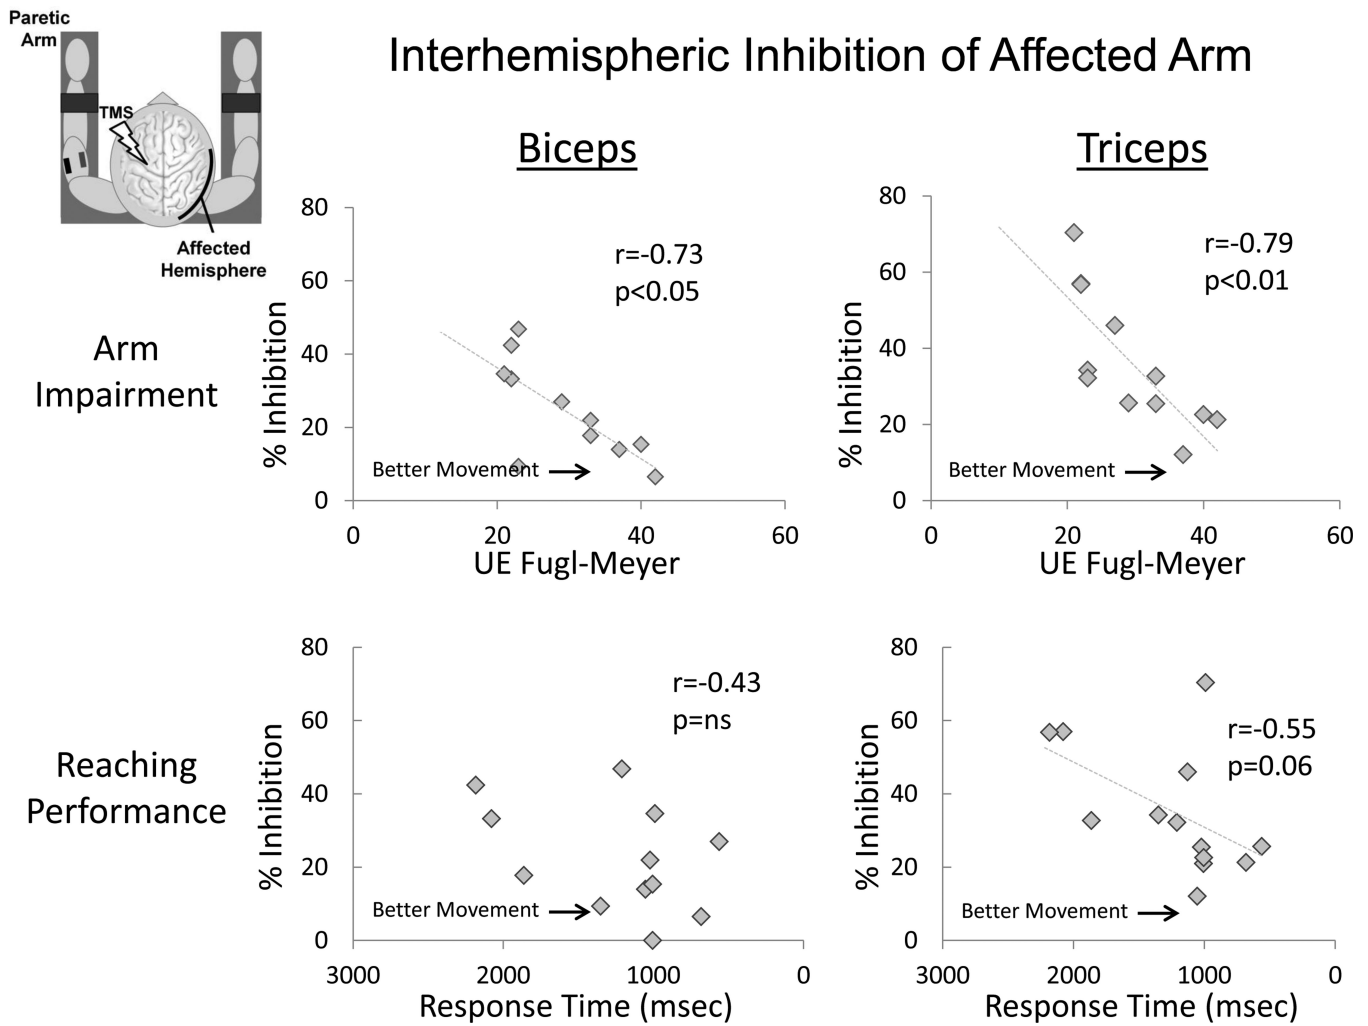 Paretic
Arm
TMS
Affected
Hemisphere
Interhemispheric Inhibition of Affected Arm
Biceps
Triceps
Arm
Impairment
% Inhibition
80
60
40
20
0
r=-0.73
p<0.05
Better Movement
0
20
40
60
UE Fugl-Meyer
% Inhibition
80
60
40
20
0
r=-0.79
p<0.01
Better Movement
0
20
40
60
UE Fugl-Meyer
Reaching
Performance
% Inhibition
80
60
40
20
0
r=-0.43
p=ns
Better Movement
3000
2000
1000
0
Response Time (msec)
% Inhibition
80
60
40
20
0
r=-0.55
p=0.06
Better Movement
3000
2000
1000
0
Response Time (msec)